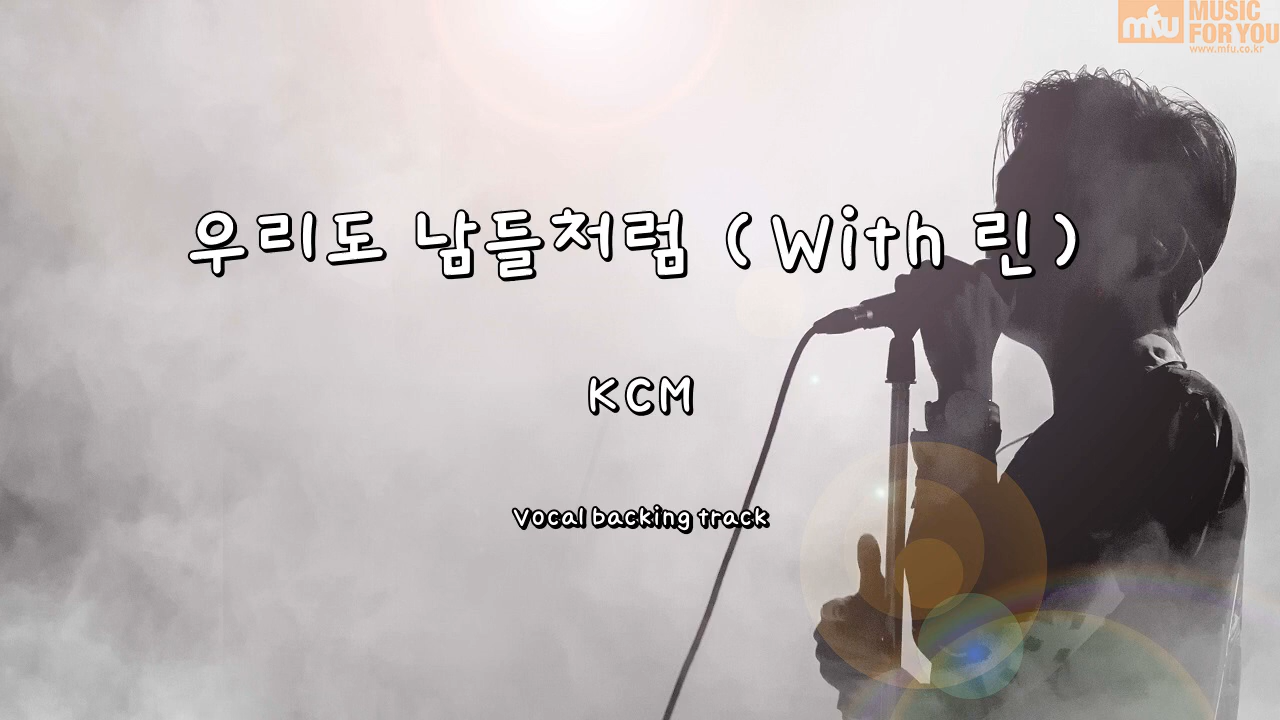 mfu MUSIC
FOR YOU
www.mfu.co.kr
우리도 남들처럼 (With 린)
KCM
Vocal backing track